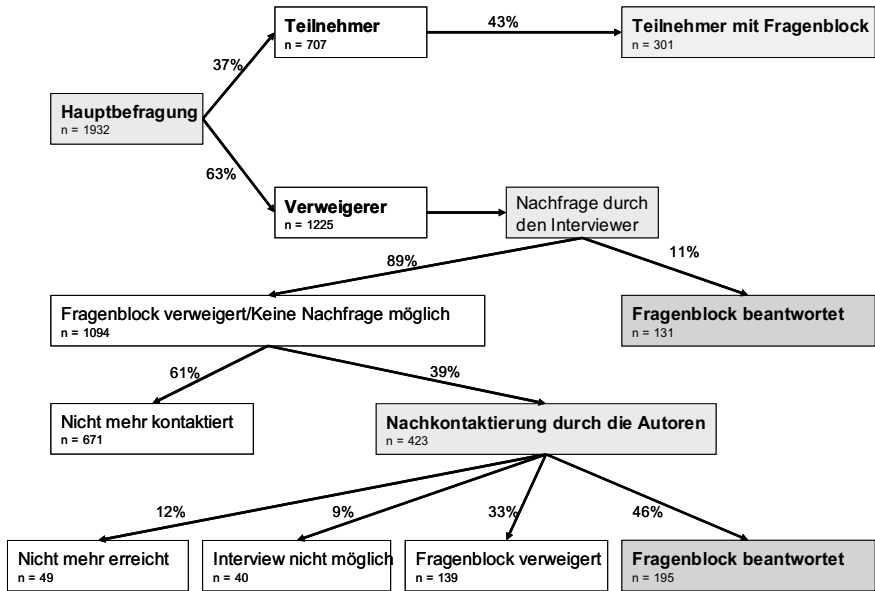 Teilnehmer
n = 707
43%
Teilnehmer mit Fragenblock
n = 301
37%
Hauptbefragung
n = 1932
63%
Verweigerer
n = 1225
Nachfrage durch
den Interviewer
89%
11%
Fragenblock verweigert/Keine Nachfrage möglich
n = 1094
Fragenblock beantwortet
n = 131
61%
39%
Nicht mehr kontaktiert
n = 671
Nachkontaktierung durch die Autoren
n = 423
12%
9%
33%
46%
Nicht mehr erreicht
n = 49
Interview nicht möglich
n = 40
Fragenblock verweigert
n = 139
Fragenblock beantwortet
n = 195